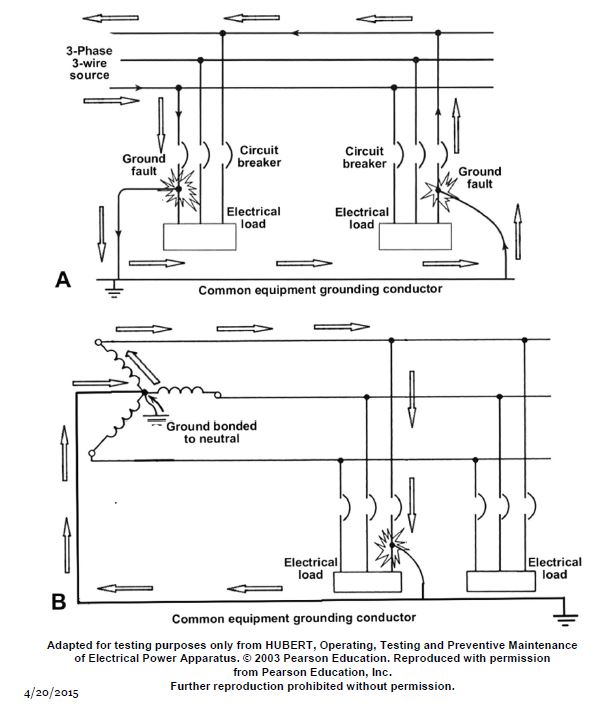 3-Phase
3-wire
source
Ground
fault
Circuit
breaker
Circuit
breaker
Ground
fault
Electrical
load
Electrical
load
A
Common equipment grounding conductor
Ground bonded
to neutral
Electrical
load
Electrical
load
B
Common equipment grounding conductor
Adapted for testing purposes only from HUBERT, Operating, Testing and Preventive Maintenance
of Electrical Power Apparatus. © 2003 Pearson Education. Reproduced with permission
from Pearson Education, Inc.
Further reproduction prohibited without permission.
4/20/2015